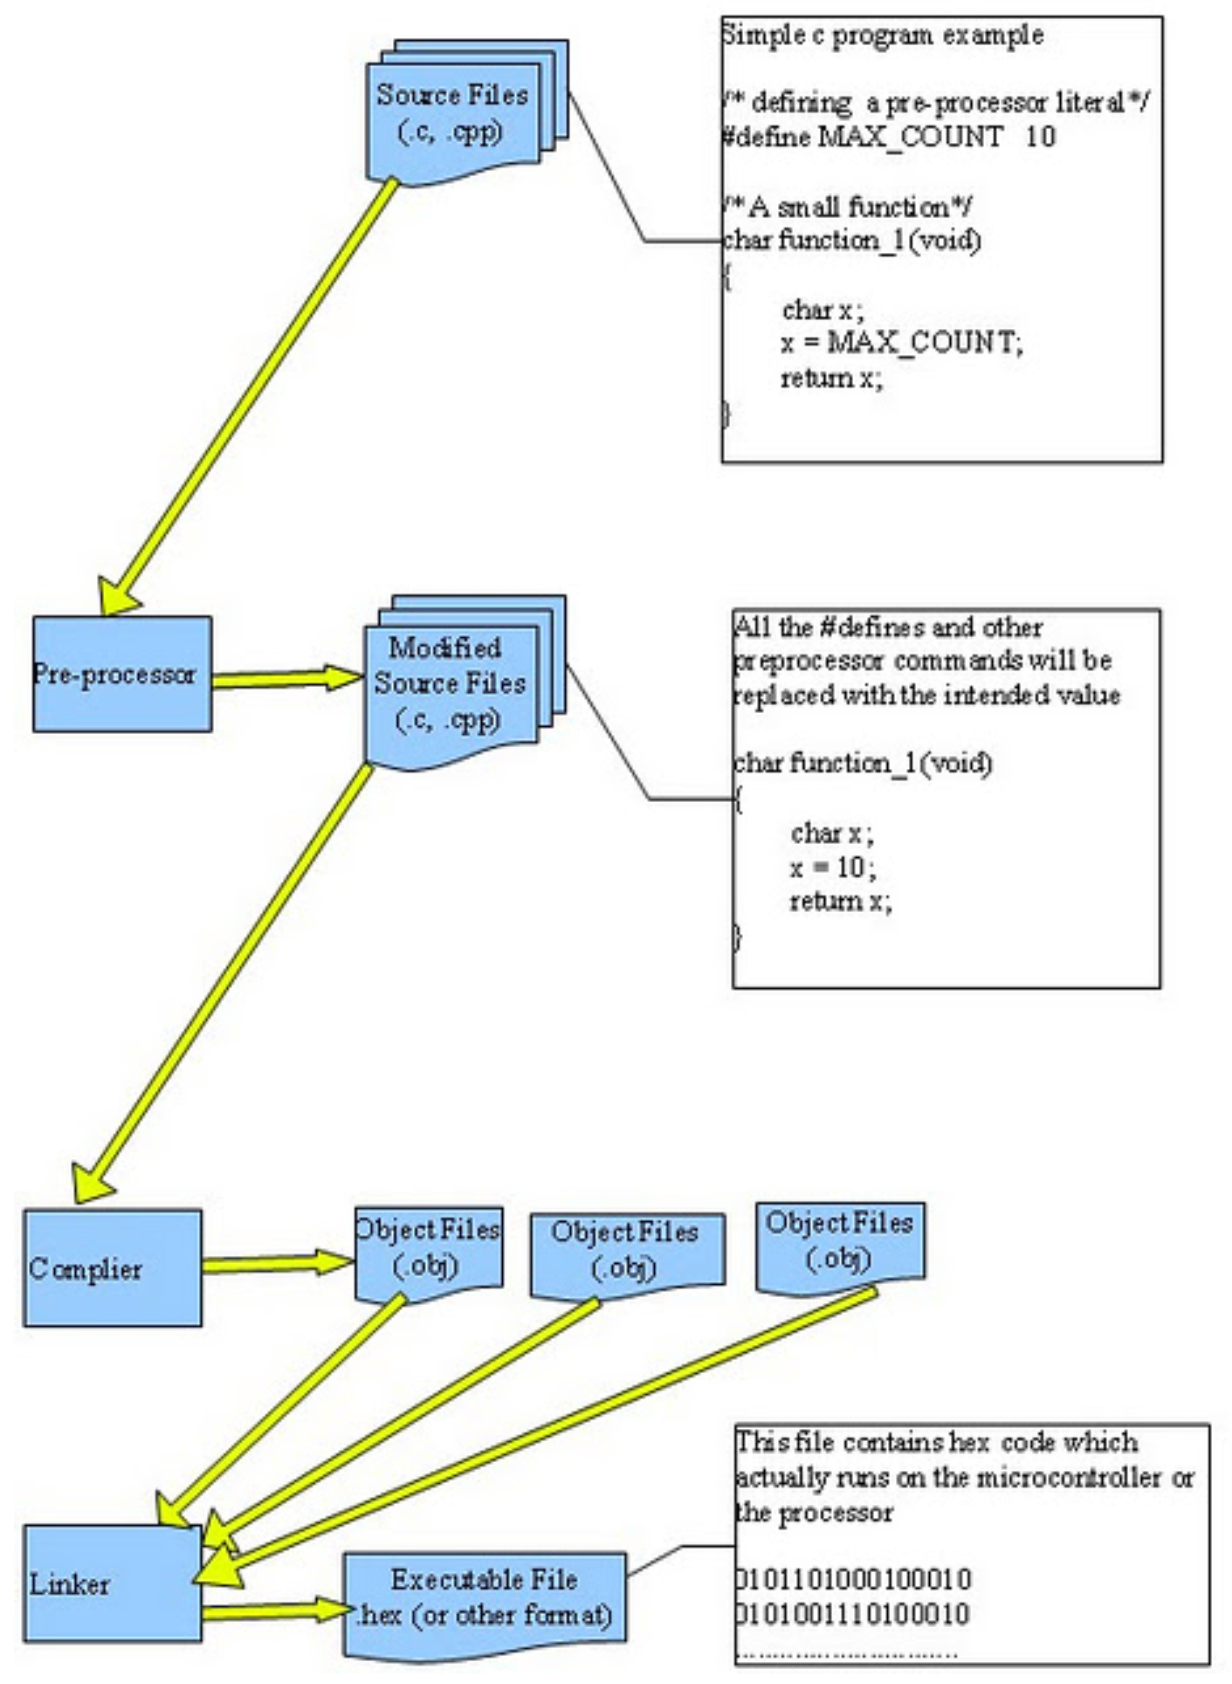 Source Files
(.c, .cpp)
Simple c program example
/* defining a pre-processor literal*/
#define MAX_COUNT 10
/*A small function*/
char function_1(void)
{
char x;
x = MAX_COUNT;
return x;
}
Pre-processor
Modified
Source Files
(.c, .cpp)
All the #defines and other
preprocessor commands will be
replaced with the intended value
char function_1(void)
{
char x;
x = 10;
return x;
}
Complier
Object Files
(.obj)
Object Files
(.obj)
Object Files
(.obj)
Linker
Executable File
.hex (or other format)
This file contains hex code which
actually runs on the microcontroller or
the processor
0101101000100010
0101001110100010
..............................